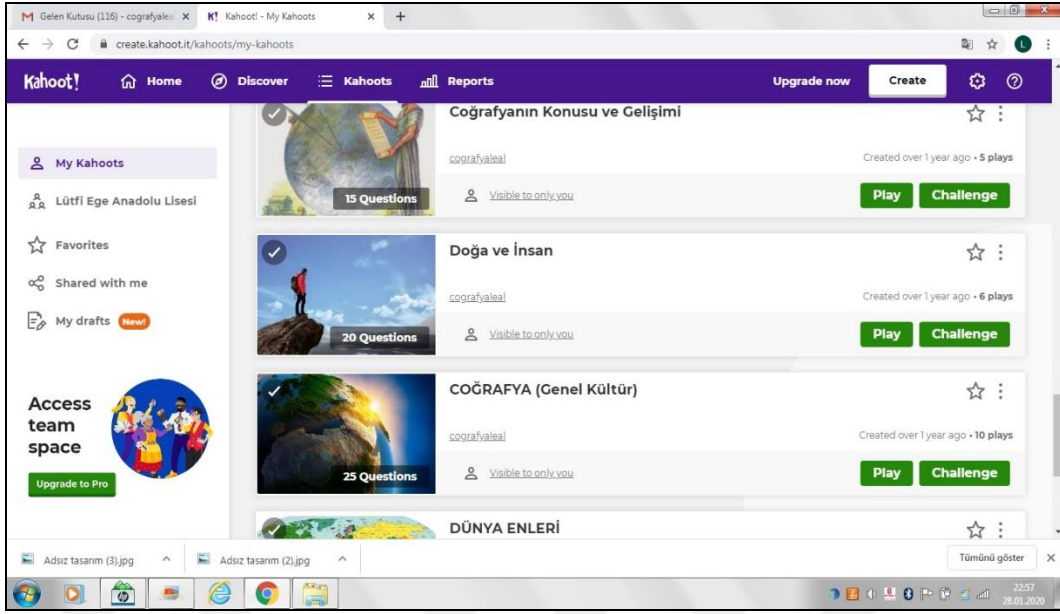 Gelen Kutusu (116) - cografyalea
Kahoot! - My Kahoots
create.kahoot.it/kahoots/my-kahoots
L
Kahoot! Home Discover Kahoots Reports Upgrade now Create
My Kahoots
Lütfi Ege Anadolu Lisesi
Favorites
Shared with me
My drafts New!
Access
team
space
Upgrade to Pro
Coğrafyanın Konusu ve Gelişimi
cografyaleal
Created over 1 year ago • 5 plays
15 Questions
Visible to only you
Play Challenge
Doğa ve İnsan
cografyaleal
Created over 1 year ago • 6 plays
20 Questions
Visible to only you
Play Challenge
COĞRAFYA (Genel Kültür)
cografyaleal
Created over 1 year ago • 10 plays
25 Questions
Visible to only you
Play Challenge
DÜNYA ENLERİ
Adsız tasarım (3).jpg
Adsız tasarım (2).jpg
Tümünü göster
22:57
28.01.2020